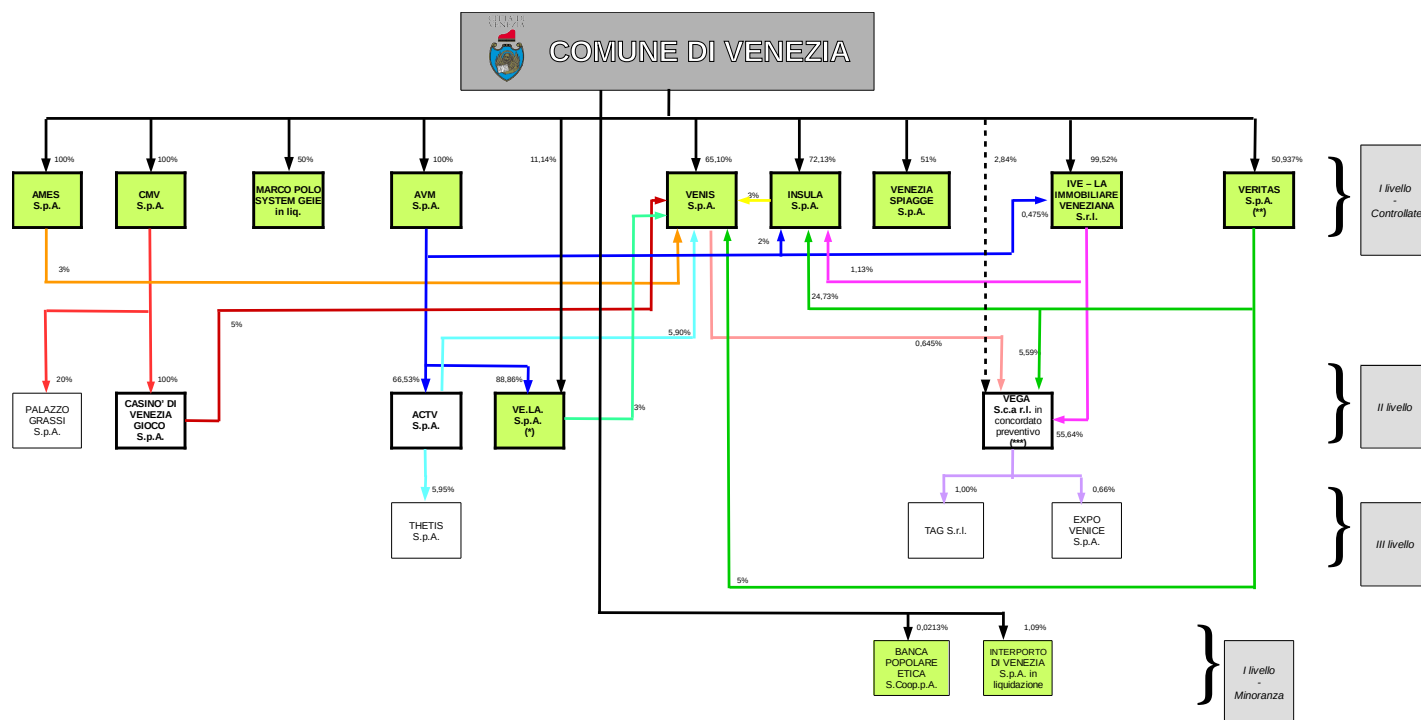 CITTA' DI
VENEZIA
COMUNE DI VENEZIA
100%
100%
50%
100%
11,14%
65,10%
72,13%
51%
2,84%
99,52%
50,937%
AMES
S.p.A.
CMV
S.p.A.
MARCO POLO
SYSTEM GEIE
in liq.
AVM
S.p.A.
VENIS
S.p.A.
3%
INSULA
S.p.A.
VENEZIA
SPIAGGE
S.p.A.
IVE – LA
IMMOBILIARE
VENEZIANA
S.r.l.
0,475%
VERITAS
S.p.A.
(**)
I livello
-
Controllate
2%
3%
1,13%
24,73%
5%
5,90%
0,645%
5,59%
20%
100%
66,53%
88,86%
PALAZZO
GRASSI
S.p.A.
CASINO' DI
VENEZIA
GIOCO
S.p.A.
ACTV
S.p.A.
VE.LA.
S.p.A.
(*)
3%
VEGA
S.c.a r.l. in
concordato
preventivo
(***)
55,64%
II livello
5,95%
1,00%
0,66%
THETIS
S.p.A.
TAG S.r.l.
EXPO
VENICE
S.p.A.
III livello
5%
0,0213%
1,09%
BANCA
POPOLARE
ETICA
S.Coop.p.A.
INTERPORTO
DI VENEZIA
S.p.A. in
liquidazione
I livello
-
Minoranza